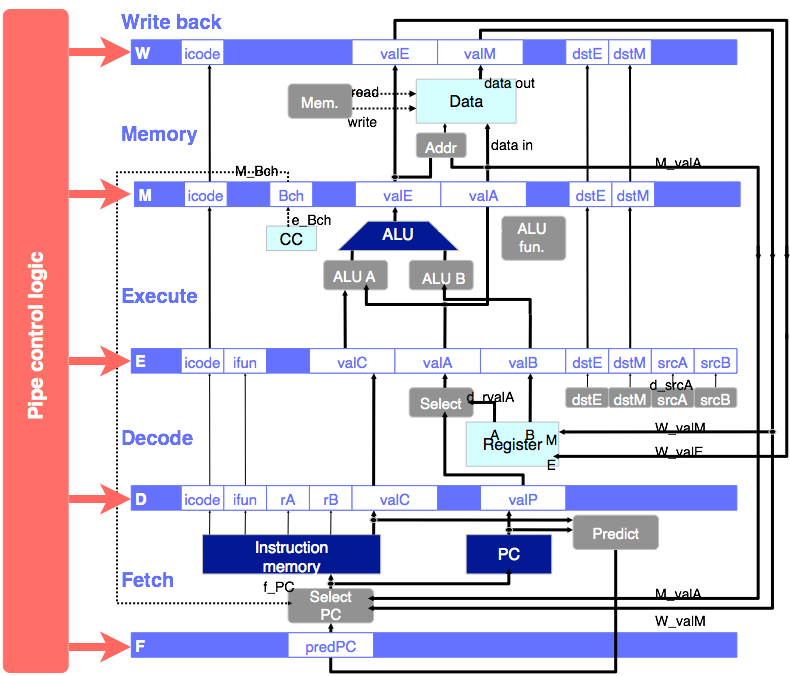 Write back
W
icode
valE
valM
dstE
dstM
read
data out
Mem.
Data
write
Memory
data in
Addr
M_valA
M_Bch
M
icode
Bch
valE
valA
dstE
dstM
e_Bch
CC
ALU
ALU
fun.
ALU A
ALU B
Execute
Pipe control logic
E
icode
ifun
valC
valA
valB
dstE
dstM
srcA
srcB
d_srcA
Select
d_rvalA
dstE
dstM
srcA
srcB
Decode
A
B
M
Register
E
W_valM
W_valE
D
icode
ifun
rA
rB
valC
valP
Predict
Instruction
memory
PC
Fetch
f_PC
Select
PC
M_valA
W_valM
F
predPC